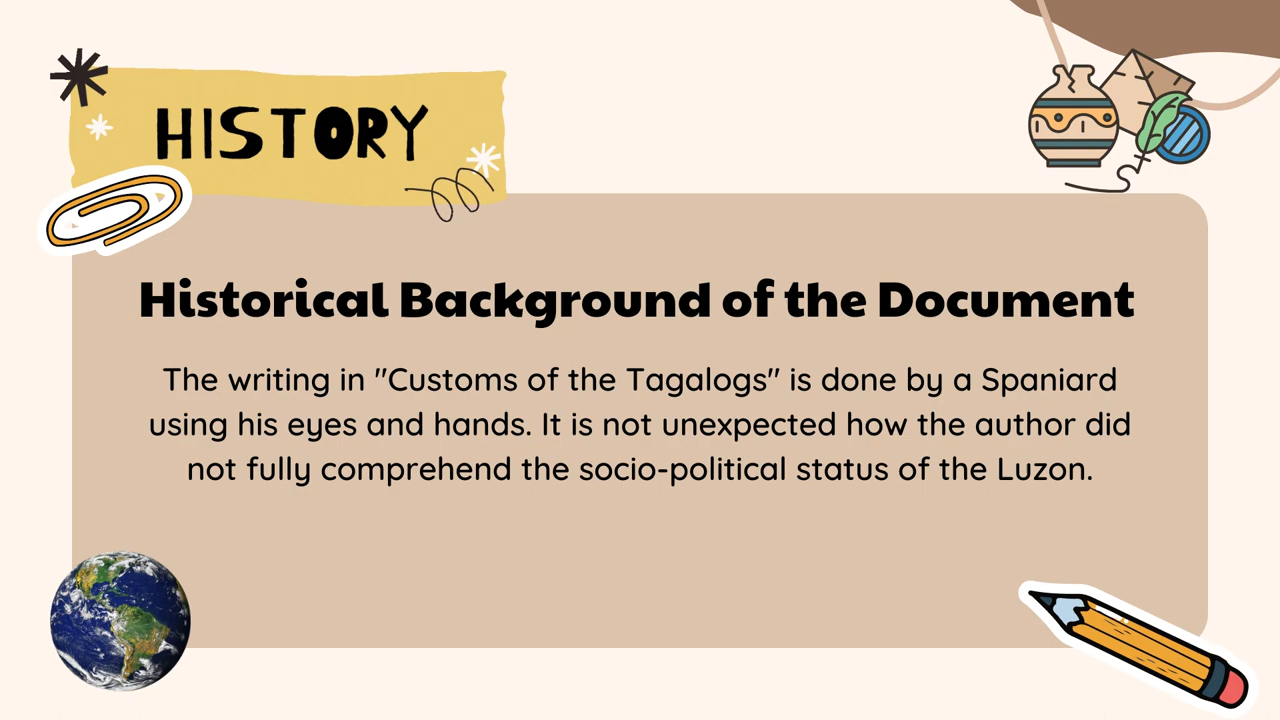 HISTORY
Historical Background of the Document
The writing in "Customs of the Tagalogs" is done by a Spaniard
using his eyes and hands. It is not unexpected how the author did
not fully comprehend the socio-political status of the Luzon.